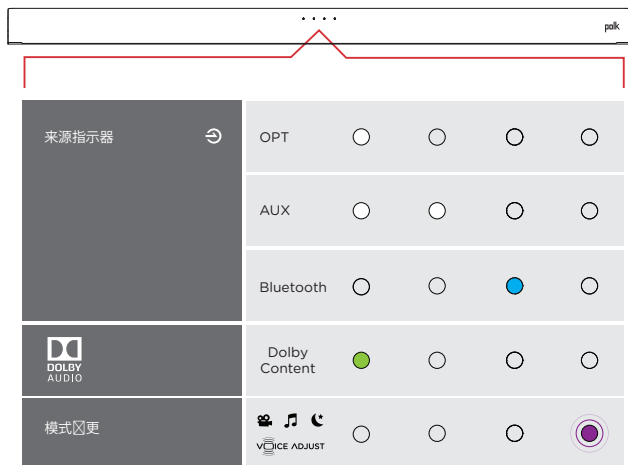 polk
来源指示器
OPT
AUX
Bluetooth
DOLBY
AUDIO
Dolby
Content
模式更
VOICE ADJUST